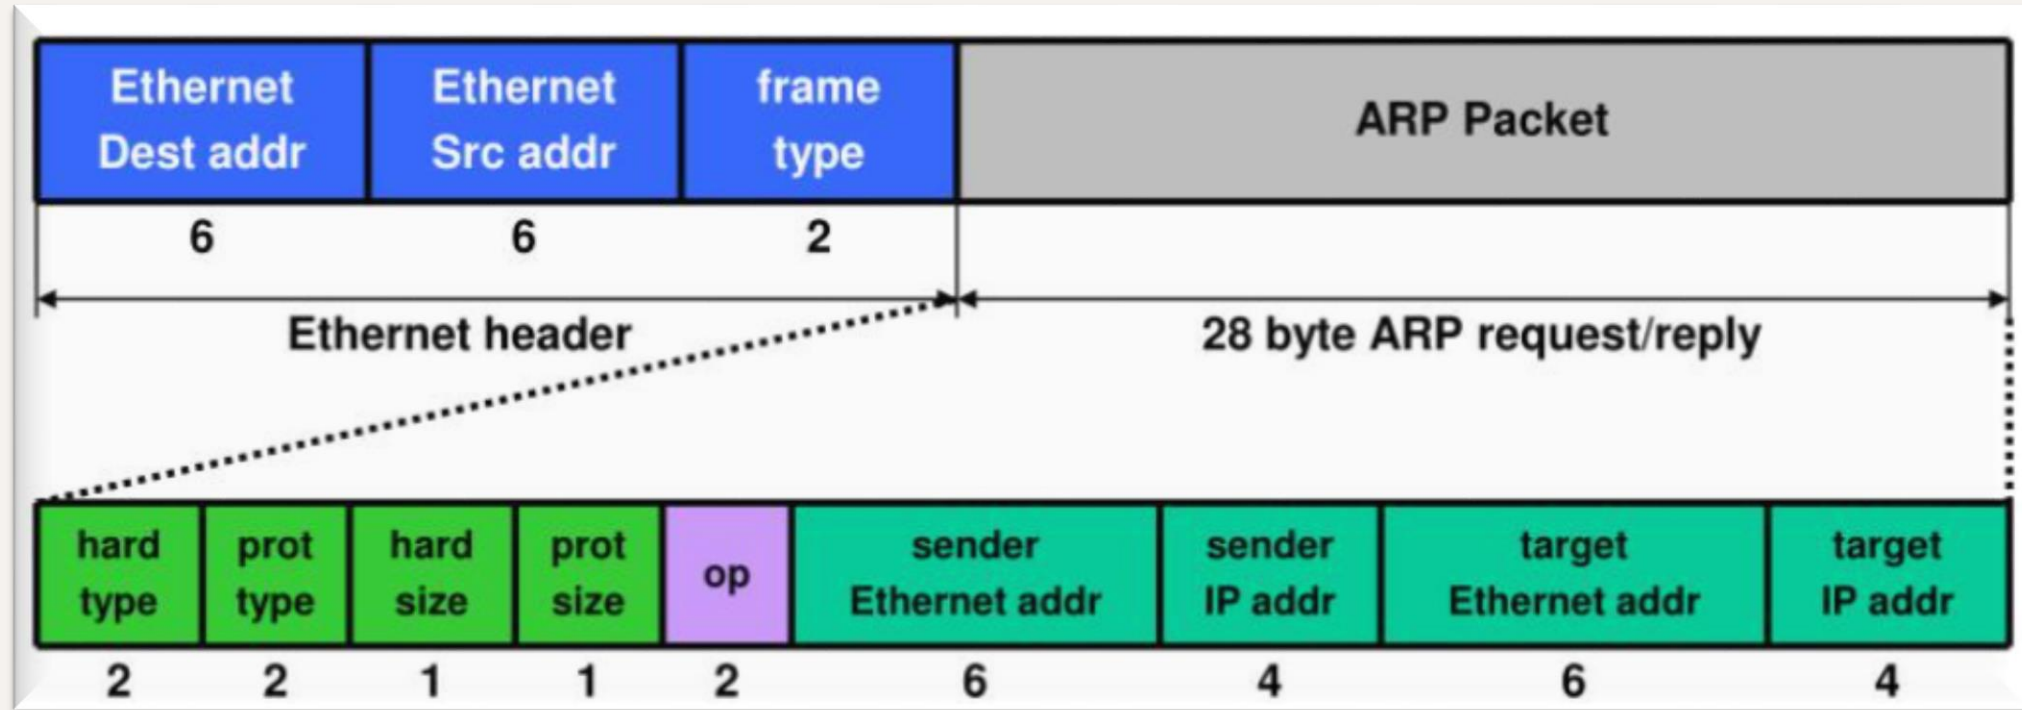 Ethernet
Dest addr
Ethernet
Src addr
frame
type
ARP Packet
6
6
2
Ethernet header
28 byte ARP request/reply
hard
type
prot
type
hard
size
prot
size
op
sender
Ethernet addr
sender
IP addr
target
Ethernet addr
target
IP addr
2
2
1
1
2
6
4
6
4